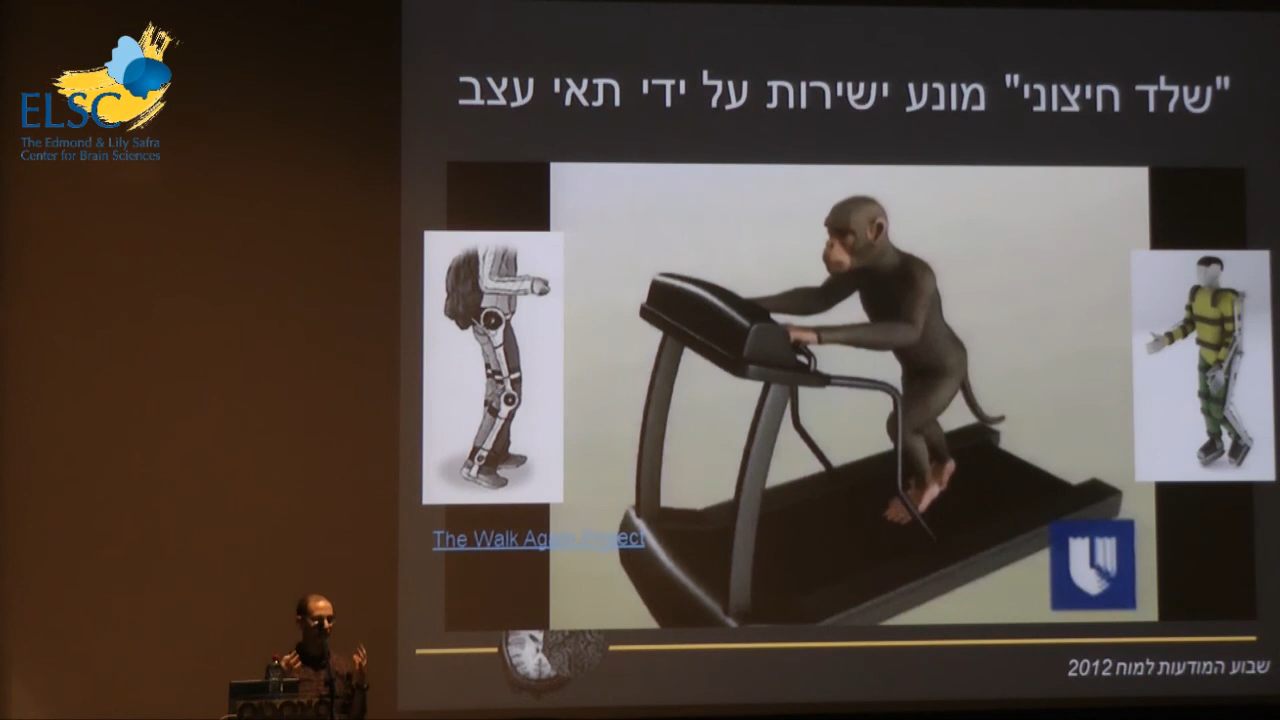 ELSC
The Edmond & Lily Safra
Center for Brain Sciences
"שלד חיצוני" מונע ישירות על ידי תאי עצב
The Walk Again Project
שבוע המודעות למוח 2012